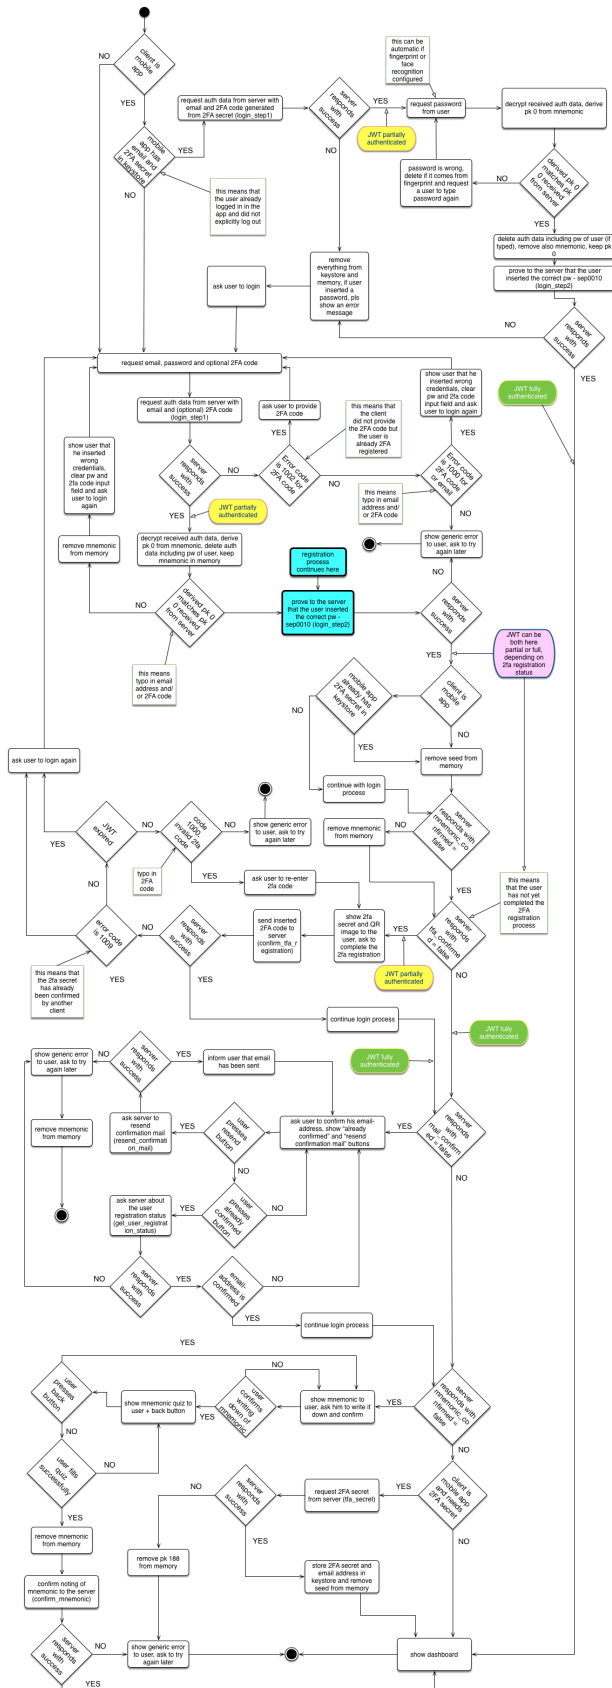 client is
mobile
app
NO
YES
mobile
app has
email and
2FA secret
in keystore
YES
NO
request auth data from server with
email and 2FA code generated
from 2FA secret (login_step1)
this means that
the user already
logged in in the
app and did not
explicitly log out
server
responds
with
success
YES
NO
JWT partially
authenticated
this can be
automatic if
fingerprint or
face
recognition
configured
request password
from user
decrypt received auth data, derive
pk 0 from mnemonic
derived pk 0
matches pk
0 received
from server
NO
YES
password is wrong,
delete if it comes from
fingerprint and request
a user to type
password again
delete auth data including pw of user (if
typed), remove also mnemonic, keep pk
0
prove to the server that the user
inserted the correct pw - sep0010
(login_step2)
server
responds
with
success
NO
YES
remove
everything from
keystore and
memory, if user
inserted a
password, pls
show an error
message
ask user to login
request email, password and optional 2FA code
JWT fully
authenticated
request auth data from server with
email and (optional) 2FA code
(login_step1)
ask user to provide
2FA code
YES
this means that
the client
did not provide
the 2FA code but
the user is
already 2FA
registered
show user that he
inserted wrong
credentials, clear
pw and 2fa code
input field and ask
user to login again
YES
show user that
he inserted
wrong
credentials,
clear pw and
2fa code input
field and ask
user to login
again
server
responds
with
success
NO
YES
Error code
is 1002 for
2FA code
NO
Error code
is 1000 for
2FA code
or email
NO
this means
typo in email
address and/
or 2FA code
JWT partially
authenticated
remove mnemonic
from memory
decrypt received auth data, derive
pk 0 from mnemonic, delete auth
data including pw of user, keep
mnemonic in memory
registration
process
continues here
show generic error
to user, ask to try
again later
NO
derived pk 0
matches pk
0 received
from server
NO
YES
prove to the server
that the user inserted
the correct pw -
sep0010 (login_step2)
server
responds
with
success
YES
this means
typo in email
address and/
or 2FA code
JWT can be
both here
partial or full,
depending on
2fa registration
status
mobile app
already has
2FA secret in
keystore
NO
YES
client is
mobile
app
NO
YES
remove seed from
memory
ask user to login again
continue with login
process
server
responds with
mnemonic_co
nfirmed =
false
NO
YES
JWT
expired
YES
NO
code
1000,
invalid 2fa
code
NO
YES
show generic error
to user, ask to try
again later
remove mnemonic
from memory
typo in
2FA code
ask user to re-enter
2fa code
this means
that the user
has not yet
completed the
2FA
registration
process
error code
is 1009
NO
YES
server
responds
with
success
NO
YES
send inserted
2FA code to
server
(confirm_tfa_r
egistration)
show 2fa
secret and QR
image to the
user, ask to
complete the
2fa registration
YES
server
responds
with
tfa_confirme
d = false
NO
JWT partially
authenticated
this means that
the 2fa secret
has already
been confirmed
by another
client
continue login process
JWT fully
authenticated
JWT fully
authenticated
show generic error
to user, ask to try
again later
NO
server
responds
with
success
YES
inform user that email
has been sent
remove mnemonic
from memory
ask server to
resend
confirmation mail
(resend_confirmati
on_mail)
YES
user
presses
resend
button
NO
ask user to confirm his email-
address, show "already
confirmed" and "resend
confirmation mail" buttons
YES
server
responds
with
mail_confirm
ed = false
NO
ask server about
the user
registration status
(get_user_registrat
ion_status)
YES
user
presses
already
confirmed
button
NO
server
responds
with
success
NO
YES
email-
address is
confirmed
NO
YES
continue login process
YES
user
presses
back
button
NO
show mnemonic quiz to
user + back button
YES
user
confirms
writing
down of
mnemonic
NO
show mnemonic to
user, ask him to write it
down and confirm
YES
server
responds with
mnemonic_co
nfirmed =
false
NO
user fills
quiz
successfully
NO
YES
server
responds
with
success
NO
YES
request 2FA secret
from server (tfa_secret)
YES
client is
mobile app
and needs
2FA secret
NO
remove mnemonic
from memory
remove pk 188
from memory
store 2FA secret and
email address in
keystore and remove
seed from memory
confirm noting of
mnemonic to the server
(confirm_mnemonic)
server
responds
with
success
NO
YES
show generic error
to user, ask to try
again later
show dashboard